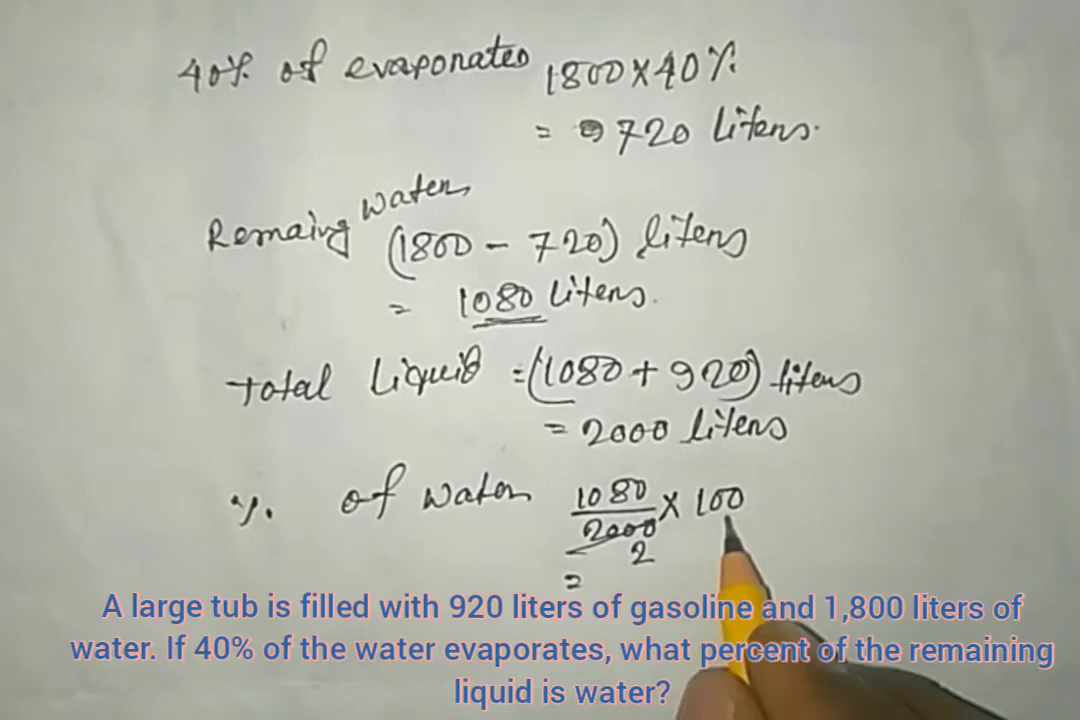 40% of evaporates 1800 x 40%
= 720 liters.
Remaing water
(1800 - 720) liters
= 1080 liters.
Total Liquid = (1080 + 920) liters
= 2000 liters
% of water 1080/2000 x 100
2
=
A large tub is filled with 920 liters of gasoline and 1,800 liters of
water. If 40% of the water evaporates, what percent of the remaining
liquid is water?